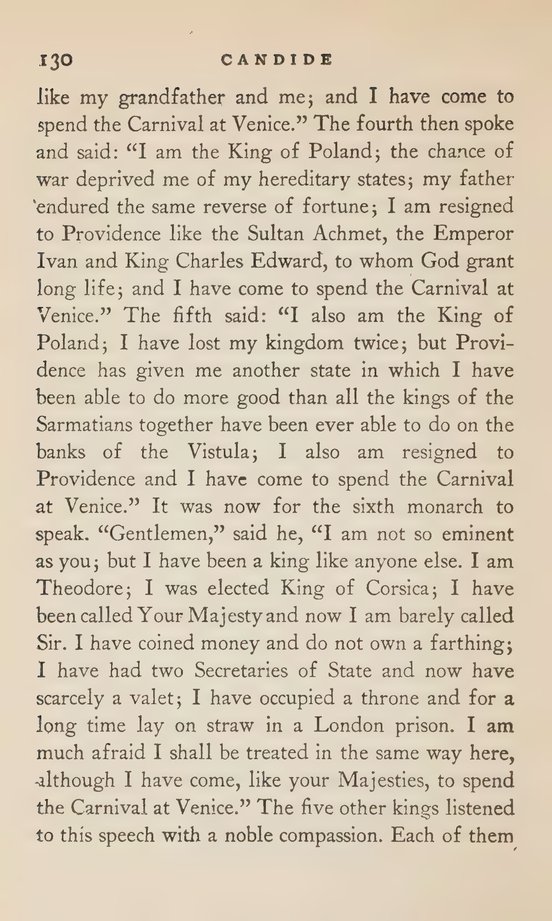 130 CANDIDE
like my grandfather and me; and I have come to
spend the Carnival at Venice.” The fourth then spoke
and said: “I am the King of Poland; the chance of
war deprived me of my hereditary states; my father
endured the same reverse of fortune; I am resigned
to Providence like the Sultan Achmet, the Emperor
Ivan and King Charles Edward, to whom God grant
long life; and I have come to spend the Carnival at
Venice.” The fifth said: “I also am the King of
Poland; I have lost my kingdom twice; but Provi-
dence has given me another state in which I have
been able to do more good than all the kings of the
Sarmatians together have been ever able to do on the
banks of the Vistula; I also am resigned to
Providence and I have come to spend the Carnival
at Venice.” It was now for the sixth monarch to
speak. “Gentlemen,” said he, “I am not so eminent
as you; but I have been a king like anyone else. I am
Theodore; I was elected King of Corsica; I have
been called Your Majesty and now I am barely called
Sir. I have coined money and do not own a farthing;
I have had two Secretaries of State and now have
scarcely a valet; I have occupied a throne and for a
long time lay on straw in a London prison. I am
much afraid I shall be treated in the same way here,
although I have come, like your Majesties, to spend
the Carnival at Venice.” The five other kings listened
to this speech with a noble compassion. Each of them